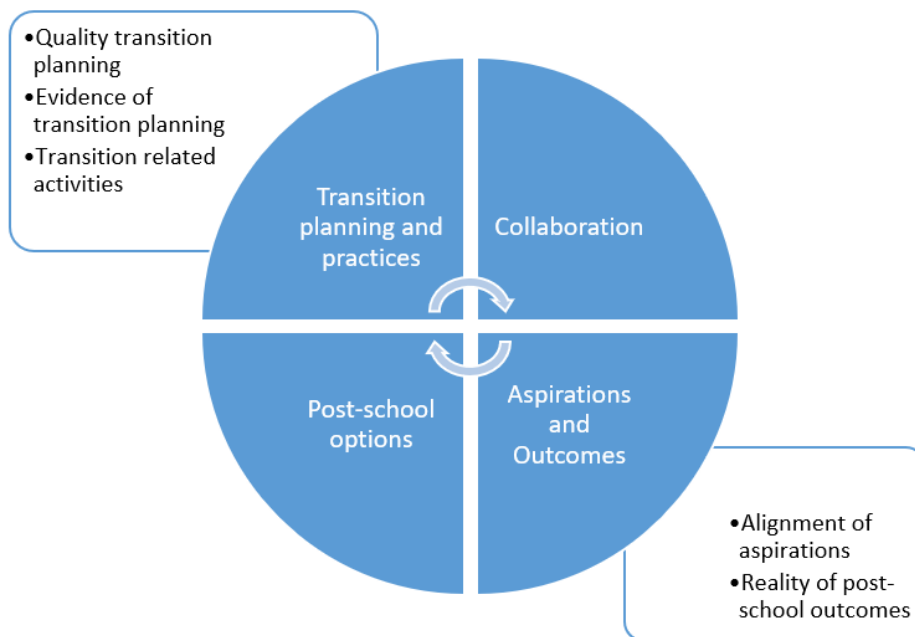 •Quality transition
planning
•Evidence of
transition planning
•Transition related
activities
Transition
planning and
practices
Collaboration
Post-school
options
Aspirations
and
Outcomes
•Alignment of
aspirations
•Reality of post-
school outcomes